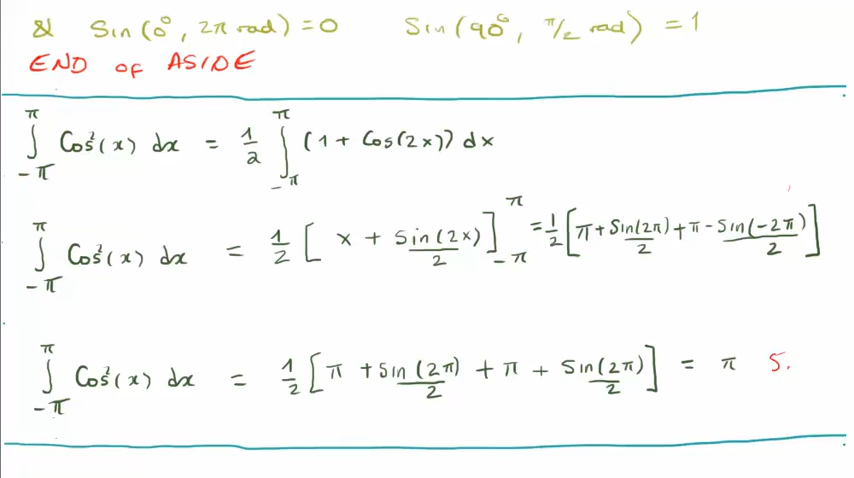 & Sin(0°, 2π rad) = 0 Sin(90°, π/2 rad) = 1
END of ASIDE
∫_{-π}^{π} Cos²(x) dx = 1/2 ∫_{-π}^{π} (1 + Cos(2x)) dx
∫_{-π}^{π} Cos²(x) dx = 1/2 [x + Sin(2x)/2]_{-π}^{π} = 1/2 [π + Sin(2π)/2 + π - Sin(-2π)/2]
∫_{-π}^{π} Cos²(x) dx = 1/2 [π + Sin(2π)/2 + π + Sin(2π)/2] = π 5.